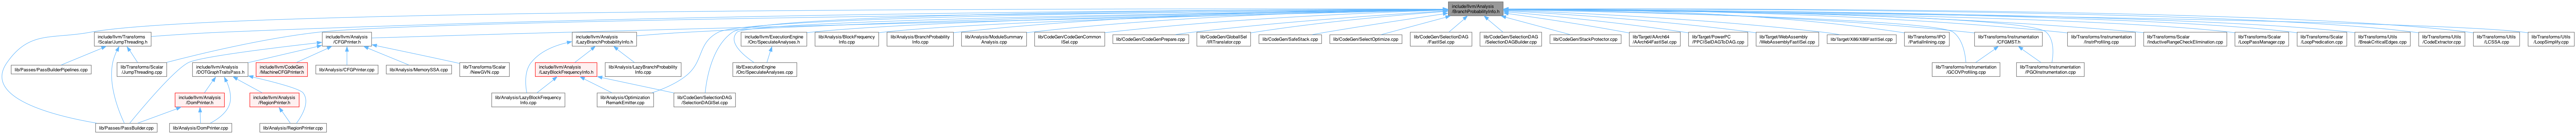 include/llvm/Analysis
/BranchProbabilityInfo.h
include/llvm/Transforms
/Scalar/JumpThreading.h
include/llvm/Analysis
/CFGPrinter.h
include/llvm/Analysis
/LazyBranchProbabilityInfo.h
include/llvm/ExecutionEngine
/Orc/SpeculateAnalyses.h
lib/Analysis/BlockFrequency
Info.cpp
lib/Analysis/BranchProbability
Info.cpp
lib/Analysis/ModuleSummary
Analysis.cpp
lib/CodeGen/CodeGenCommon
ISel.cpp
lib/CodeGen/CodeGenPrepare.cpp
lib/CodeGen/GlobalISel
/IRTranslator.cpp
lib/CodeGen/SafeStack.cpp
lib/CodeGen/SelectOptimize.cpp
lib/CodeGen/SelectionDAG
/FastISel.cpp
lib/CodeGen/SelectionDAG
/SelectionDAGBuilder.cpp
lib/CodeGen/StackProtector.cpp
lib/Target/AArch64
/AArch64FastISel.cpp
lib/Target/PowerPC
/PPCISelDAGToDAG.cpp
lib/Target/WebAssembly
/WebAssemblyFastISel.cpp
lib/Target/X86/X86FastISel.cpp
lib/Transforms/IPO
/PartialInlining.cpp
include/llvm/Transforms/Instrumentation
/CFGMST.h
lib/Transforms/Instrumentation
/InstrProfiling.cpp
lib/Transforms/Scalar
/InductiveRangeCheckElimination.cpp
lib/Transforms/Scalar
/LoopPassManager.cpp
lib/Transforms/Scalar
/LoopPredication.cpp
lib/Transforms/Utils
/BreakCriticalEdges.cpp
lib/Transforms/Utils
/CodeExtractor.cpp
lib/Transforms/Utils
/LCSSA.cpp
lib/Transforms/Utils
/LoopSimplify.cpp
lib/Passes/PassBuilderPipelines.cpp
lib/Transforms/Scalar
/JumpThreading.cpp
include/llvm/Analysis
/DOTGraphTraitsPass.h
include/llvm/CodeGen
/MachineCFGPrinter.h
lib/Analysis/CFGPrinter.cpp
lib/Analysis/MemorySSA.cpp
lib/Transforms/Scalar
/NewGVN.cpp
include/llvm/Analysis
/LazyBlockFrequencyInfo.h
lib/Analysis/LazyBranchProbability
Info.cpp
lib/ExecutionEngine
/Orc/SpeculateAnalyses.cpp
lib/Transforms/Instrumentation
/GCOVProfiling.cpp
lib/Transforms/Instrumentation
/PGOInstrumentation.cpp
include/llvm/Analysis
/DomPrinter.h
include/llvm/Analysis
/RegionPrinter.h
lib/Analysis/LazyBlockFrequency
Info.cpp
lib/Analysis/Optimization
RemarkEmitter.cpp
lib/CodeGen/SelectionDAG
/SelectionDAGISel.cpp
lib/Passes/PassBuilder.cpp
lib/Analysis/DomPrinter.cpp
lib/Analysis/RegionPrinter.cpp